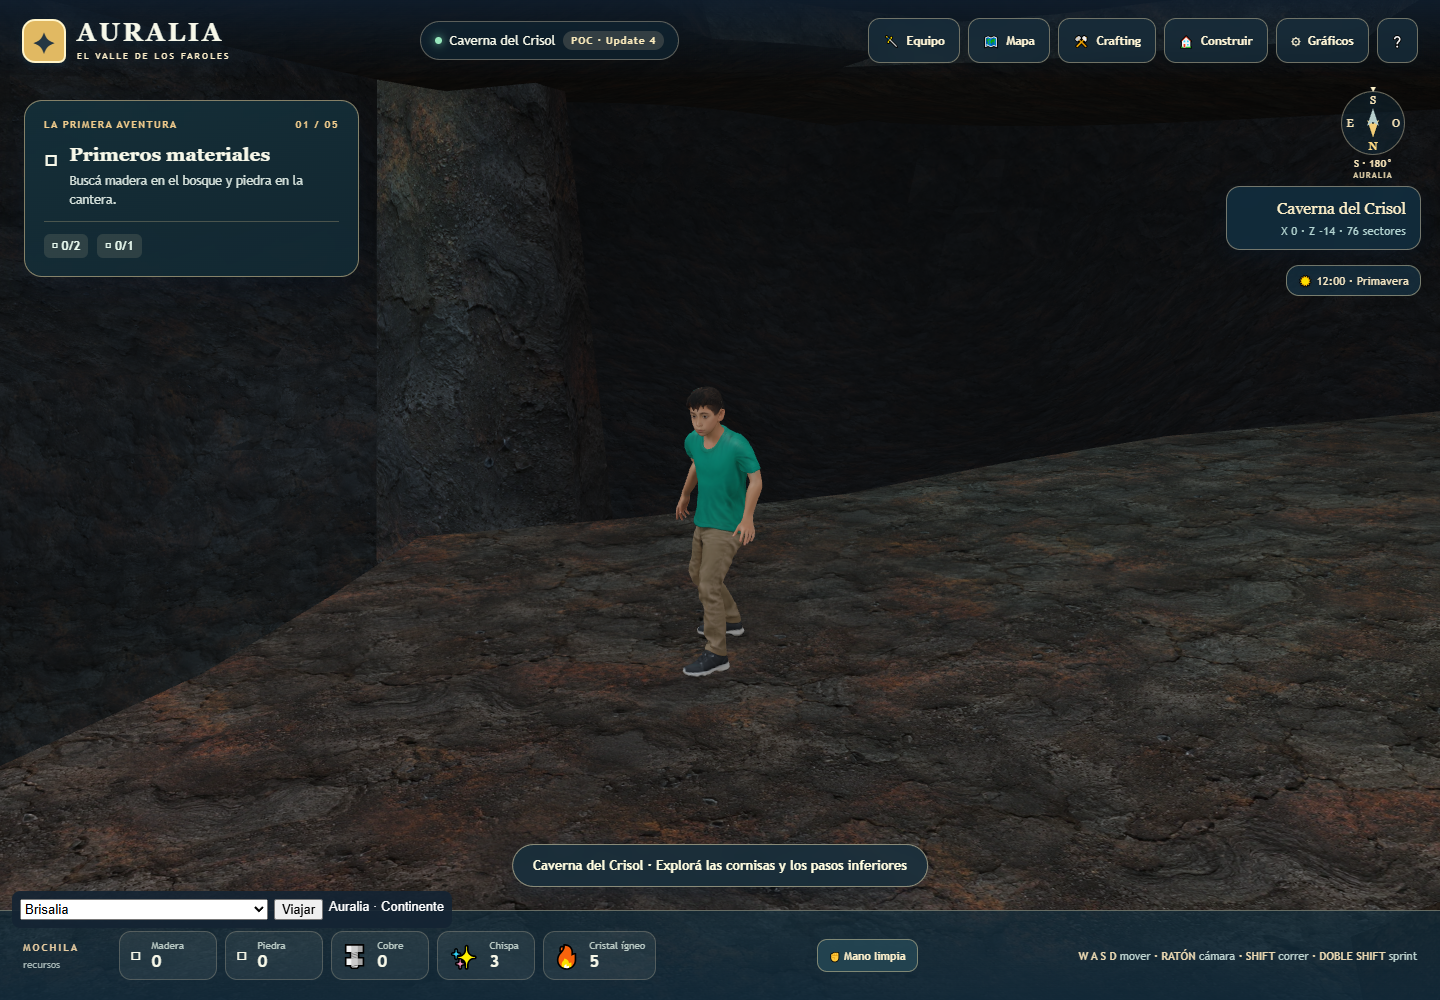 AURALIA
EL VALLE DE LOS FAROLES
Caverna del Crisol POC · Update 4
Equipo
Mapa
Crafting
Construir
Gráficos
?
LA PRIMERA AVENTURA 01 / 05
Primeros materiales
Buscá madera en el bosque y piedra en la
cantera.
0/2 0/1
S
E O
N
S · 180°
AURALIA
Caverna del Crisol
X 0 · Z -14 · 76 sectores
12:00 · Primavera
Caverna del Crisol · Explorá las cornisas y los pasos inferiores
Brisalia Viajar Auralia · Continente
MOCHILA
recursos
Madera
0
Piedra
0
Cobre
0
Chispa
3
Cristal ígneo
5
Mano limpia
W A S D mover · RATÓN cámara · SHIFT correr · DOBLE SHIFT sprint